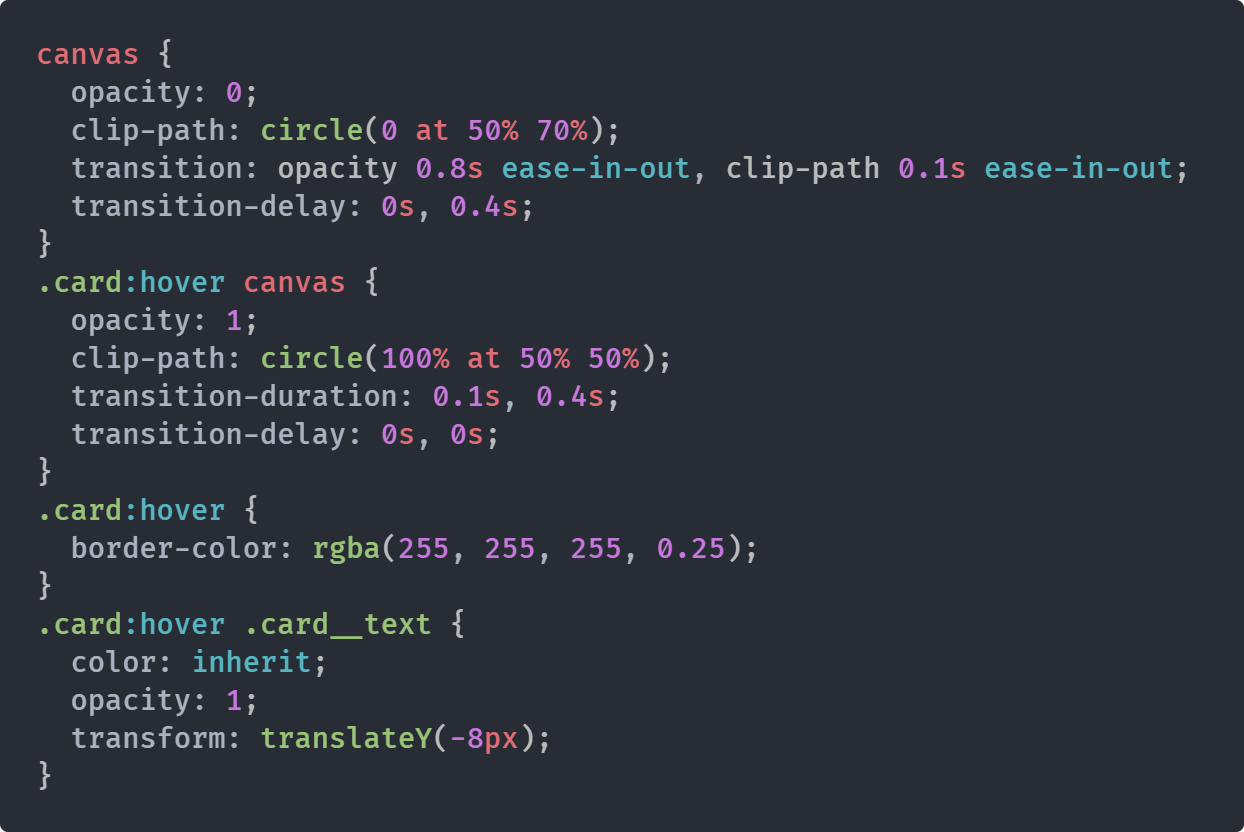 canvas {
  opacity: 0;
  clip-path: circle(0 at 50% 70%);
  transition: opacity 0.8s ease-in-out, clip-path 0.1s ease-in-out;
  transition-delay: 0s, 0.4s;
}
.card:hover canvas {
  opacity: 1;
  clip-path: circle(100% at 50% 50%);
  transition-duration: 0.1s, 0.4s;
  transition-delay: 0s, 0s;
}
.card:hover {
  border-color: rgba(255, 255, 255, 0.25);
}
.card:hover .card__text {
  color: inherit;
  opacity: 1;
  transform: translateY(-8px);
}